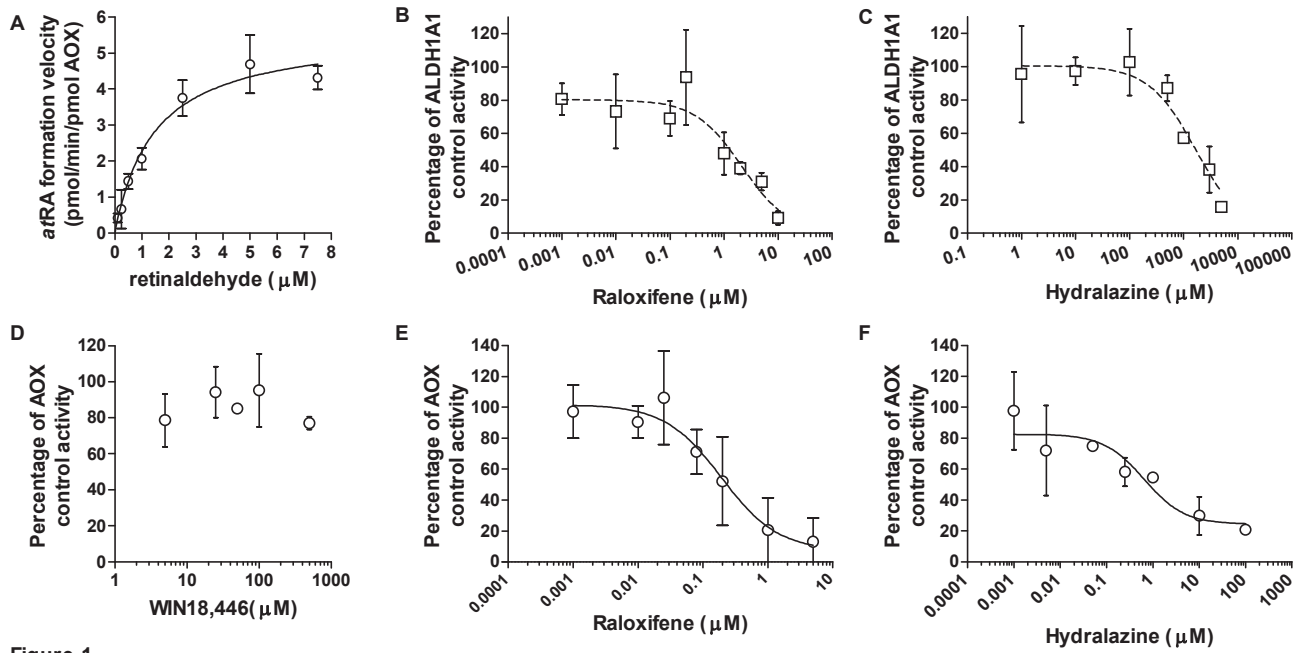 A
atRA formation velocity
(pmol/min/pmol AOX)
6
5
4
3
2
1
0
0 1 2 3 4 5 6 7 8
retinaldehyde ( μM)
B
Percentage of ALDH1A1
control activity
120
100
80
60
40
20
0
0.0001 0.001 0.01 0.1 1 10 100
Raloxifene (μM)
C
Percentage of ALDH1A1
control activity
120
100
80
60
40
20
0
0.1 1 10 100 1000 10000 100000
Hydralazine (μM)
D
Percentage of AOX
control activity
120
100
80
60
40
20
0
1 10 100 1000
WIN18,446(μM)
E
Percentage of AOX
control activity
140
120
100
80
60
40
20
0
0.0001 0.001 0.01 0.1 1 10
Raloxifene (μM)
F
Percentage of AOX
control activity
140
120
100
80
60
40
20
0
0.0001 0.001 0.01 0.1 1 10 100 1000
Hydralazine (μM)